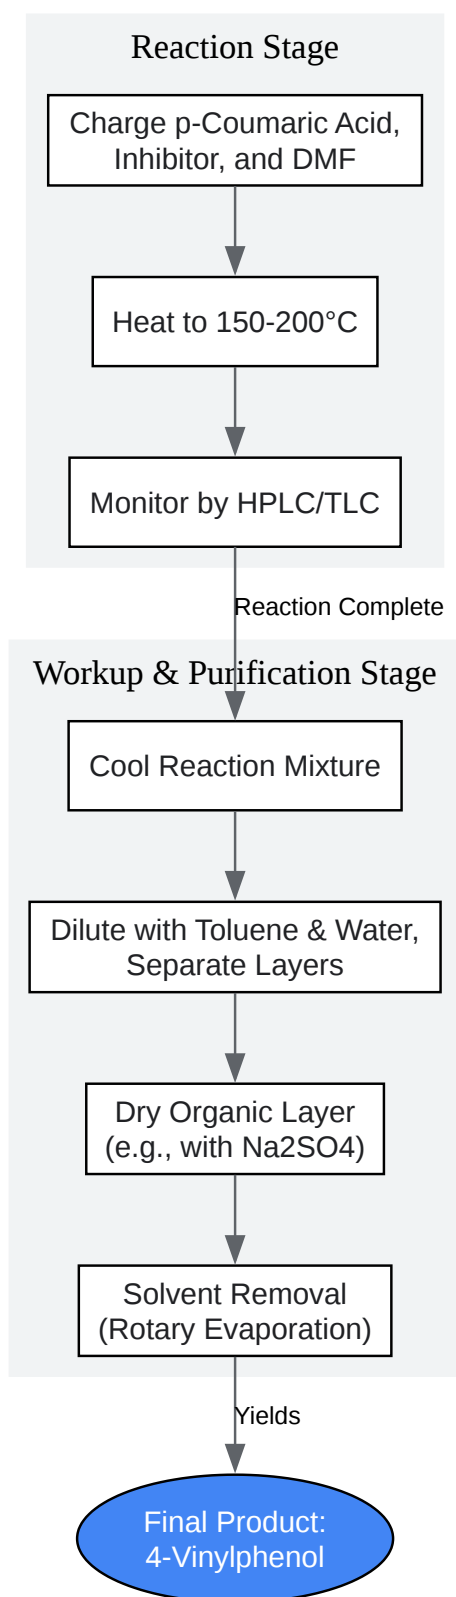 Reaction Stage
Charge p-Coumaric Acid,
Inhibitor, and DMF
Heat to 150-200°C
Monitor by HPLC/TLC
Reaction Complete
Workup & Purification Stage
Cool Reaction Mixture
Dilute with Toluene & Water,
Separate Layers
Dry Organic Layer
(e.g., with Na2SO4)
Solvent Removal
(Rotary Evaporation)
Yields
Final Product:
4-Vinylphenol